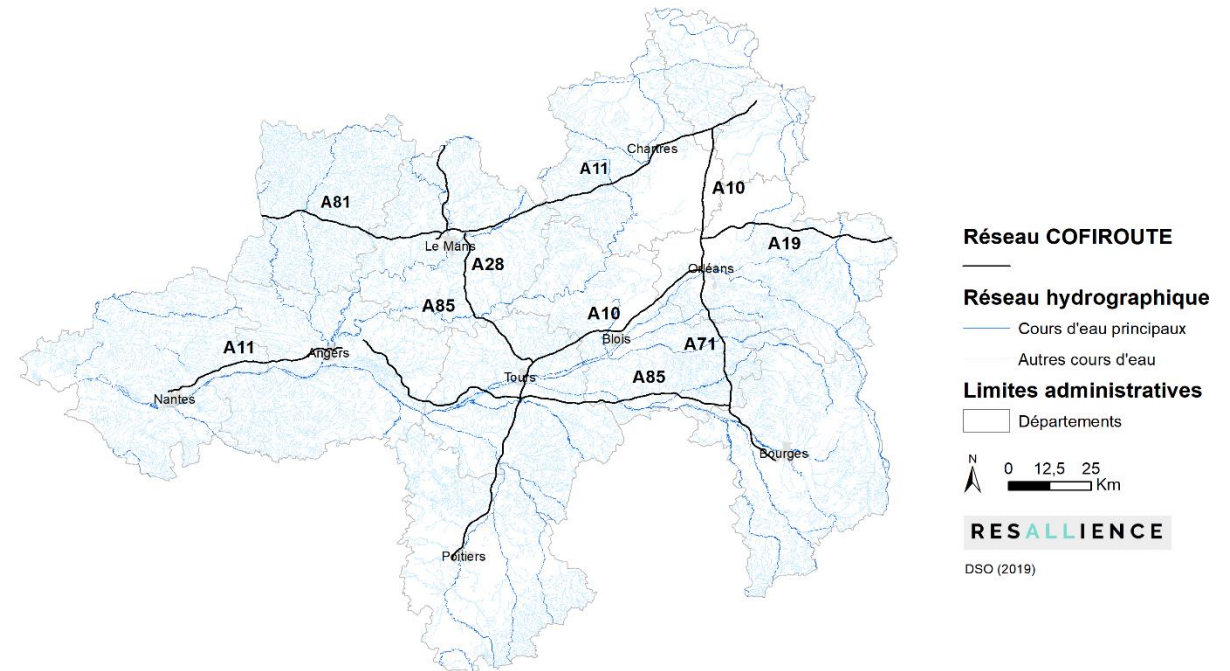 Chartres
A11
A10
A81
Le Mans
A19
A28
Orléans
A85
A10
Blois
A11
Angers
A71
Tours
A85
Nantes
Bourges
Poitiers
Réseau COFIROUTE
Réseau hydrographique
Cours d'eau principaux
Autres cours d'eau
Limites administratives
Départements
N
0 12,5 25
Km
RESALLIENCE
DSO (2019)